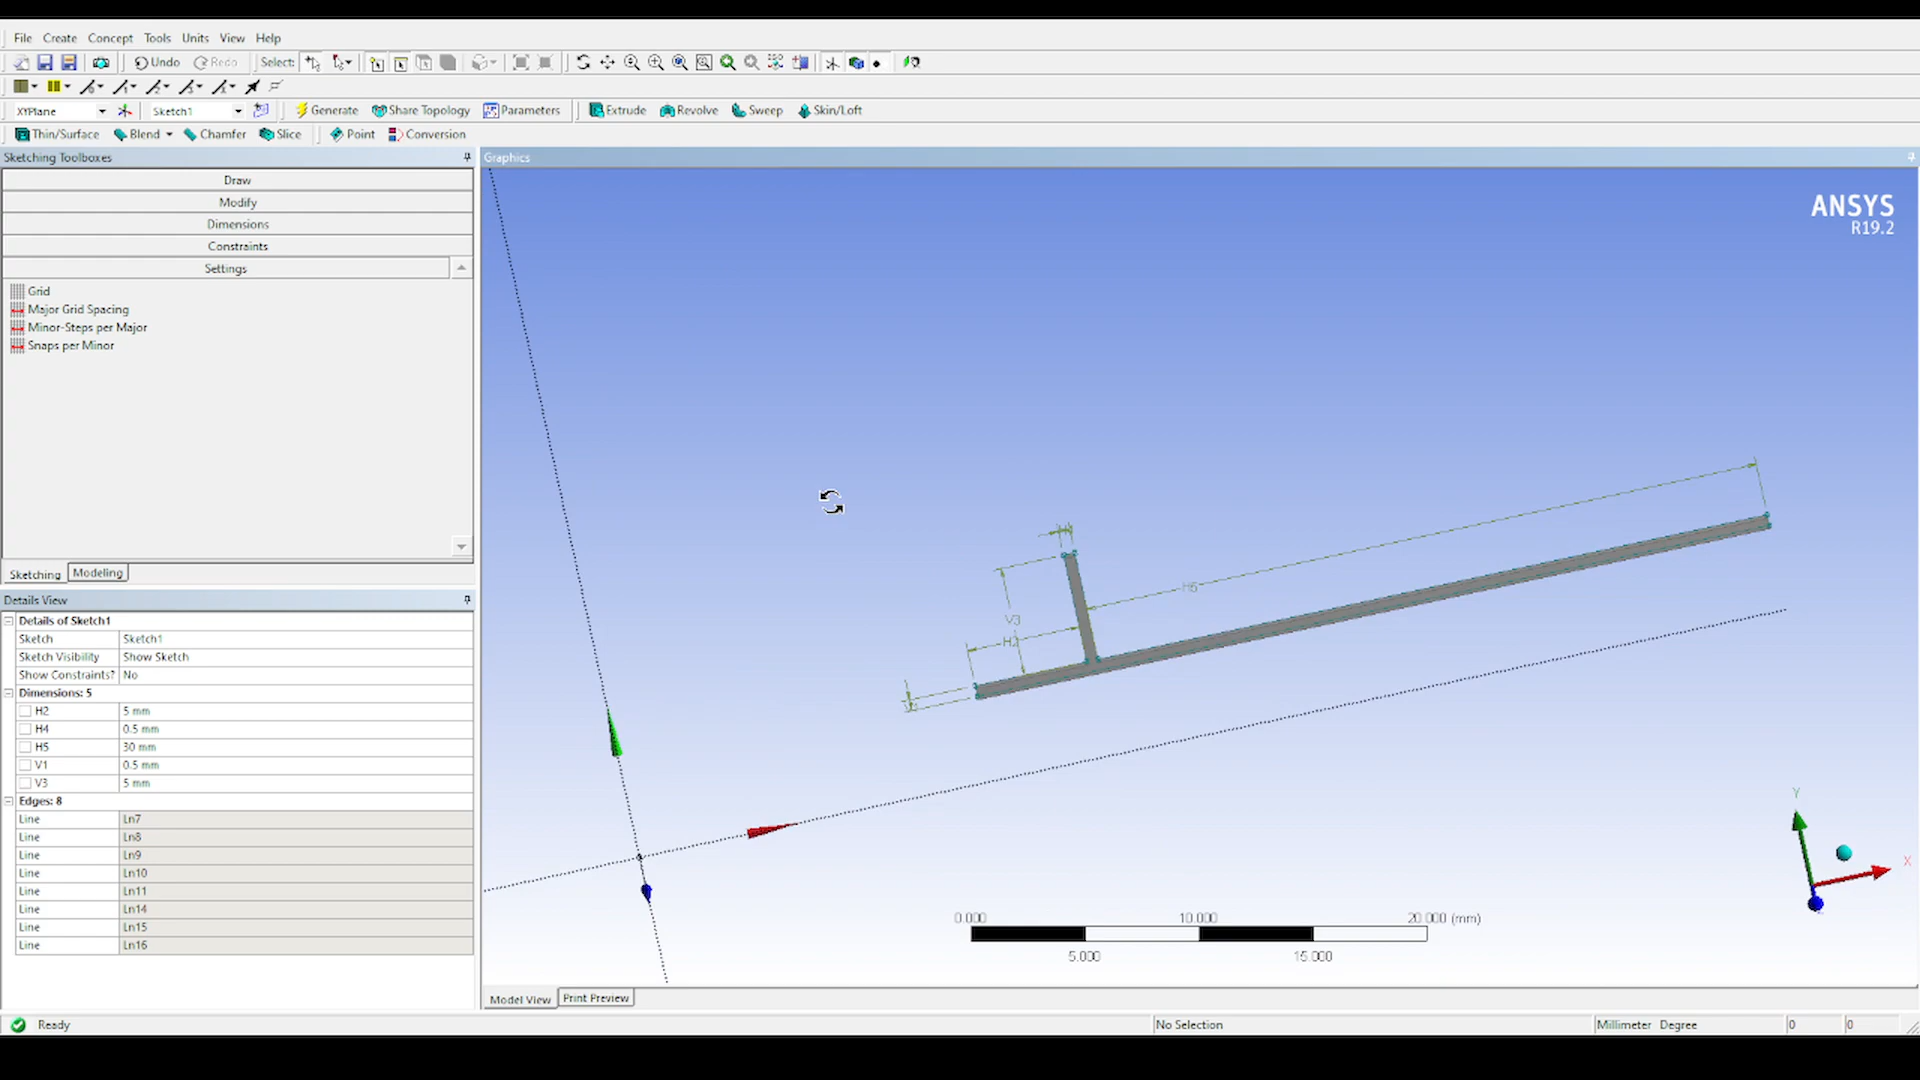 File Create Concept Tools Units View Help
Undo Redo Select:
XYPlane Sketch1 Generate Share Topology Parameters Extrude Revolve Sweep Skin/Loft
Thin/Surface Blend Chamfer Slice Point Conversion
Sketching Toolboxes
Draw
Modify
Dimensions
Constraints
Settings
Grid
Major Grid Spacing
Minor-Steps per Major
Snaps per Minor
Sketching Modeling
Details View
Details of Sketch1
Sketch Sketch1
Sketch Visibility Show Sketch
Show Constraints? No
Dimensions: 5
H2 5 mm
H4 0.5 mm
H5 30 mm
V1 0.5 mm
V3 5 mm
Edges: 8
Line Ln7
Line Ln8
Line Ln9
Line Ln10
Line Ln11
Line Ln14
Line Ln15
Line Ln16
Graphics
ANSYS
R19.2
H5
V3
H2
Y
X
0.000 10.000 20.000 (mm)
5.000 15.000
Model View Print Preview
Ready No Selection Millimeter Degree 0 0